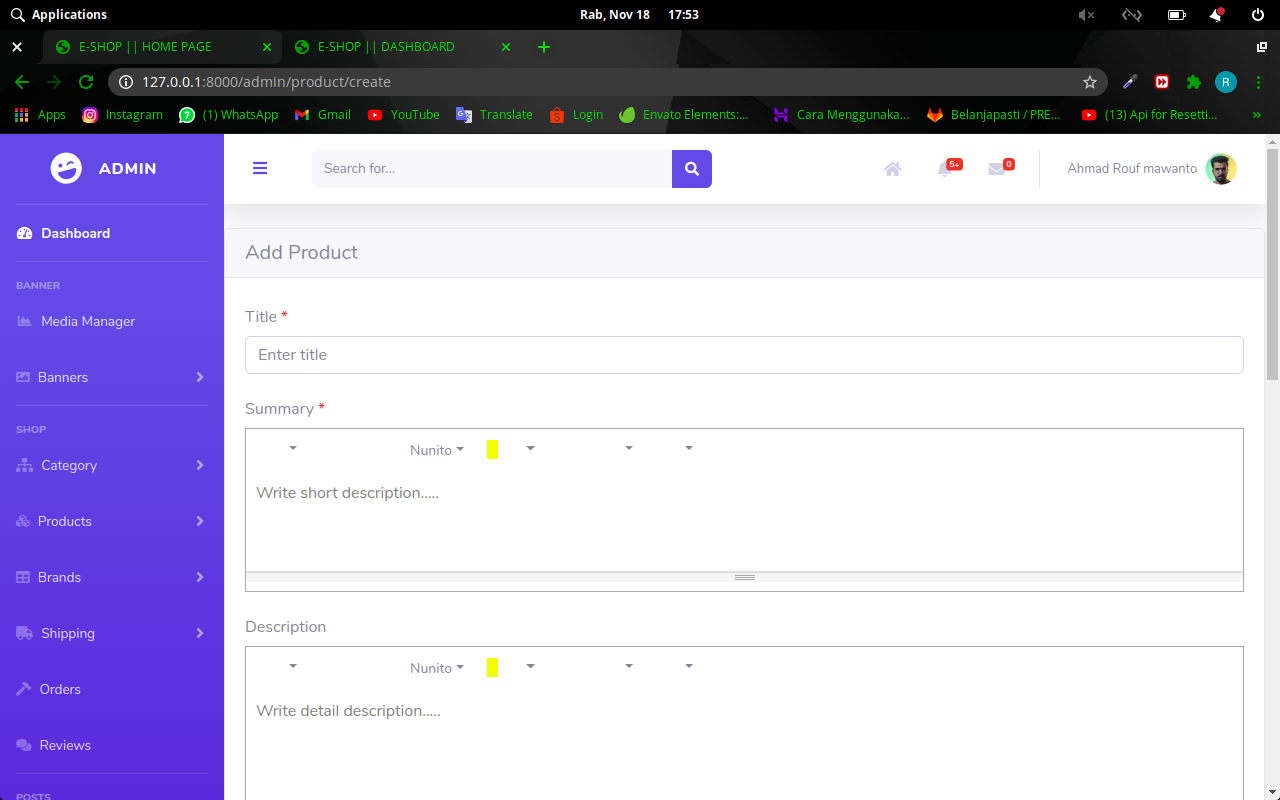 Applications
Rab, Nov 18 17:53
E-SHOP || HOME PAGE
E-SHOP || DASHBOARD
127.0.0.1:8000/admin/product/create
R
Apps Instagram (1) WhatsApp Gmail YouTube Translate Login Envato Elements:... Cara Menggunaka... Belanjapasti / PRE... (13) Api for Resetti... »
ADMIN
Search for...
5+
0
Ahmad Rouf mawanto
Dashboard
BANNER
Media Manager
Banners
SHOP
Category
Products
Brands
Shipping
Orders
Reviews
POSTS
Add Product
Title *
Enter title
Summary *
Nunito
Write short description.....
Description
Nunito
Write detail description.....